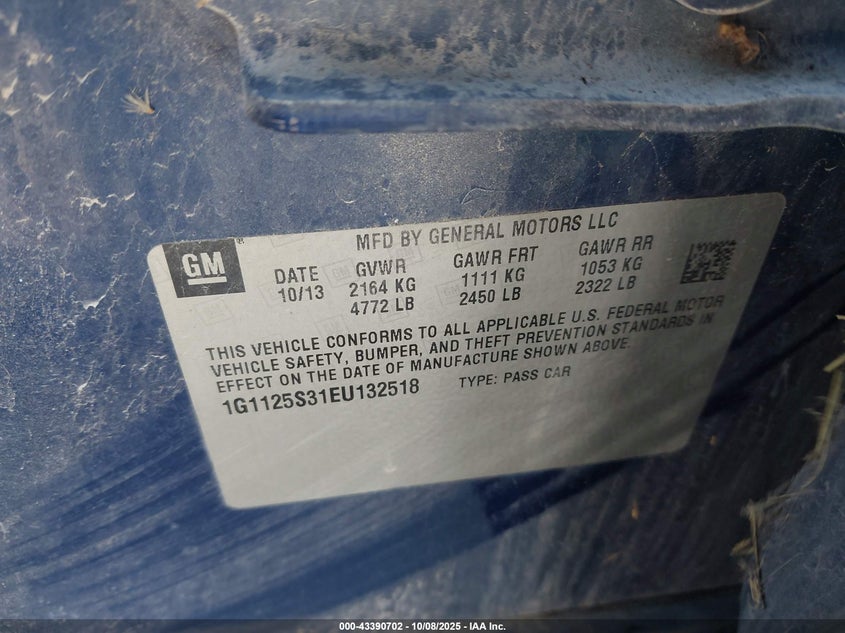 GM
MFD BY GENERAL MOTORS LLC
DATE GVWR GAWR FRT GAWR RR
10/13 2164 KG 1111 KG 1053 KG
4772 LB 2450 LB 2322 LB
THIS VEHICLE CONFORMS TO ALL APPLICABLE U.S. FEDERAL MOTOR
VEHICLE SAFETY, BUMPER, AND THEFT PREVENTION STANDARDS IN
EFFECT ON THE DATE OF MANUFACTURE SHOWN ABOVE.
1G1125S31EU132518 TYPE: PASS CAR
000-43390702 - 10/08/2025 - IAA Inc.